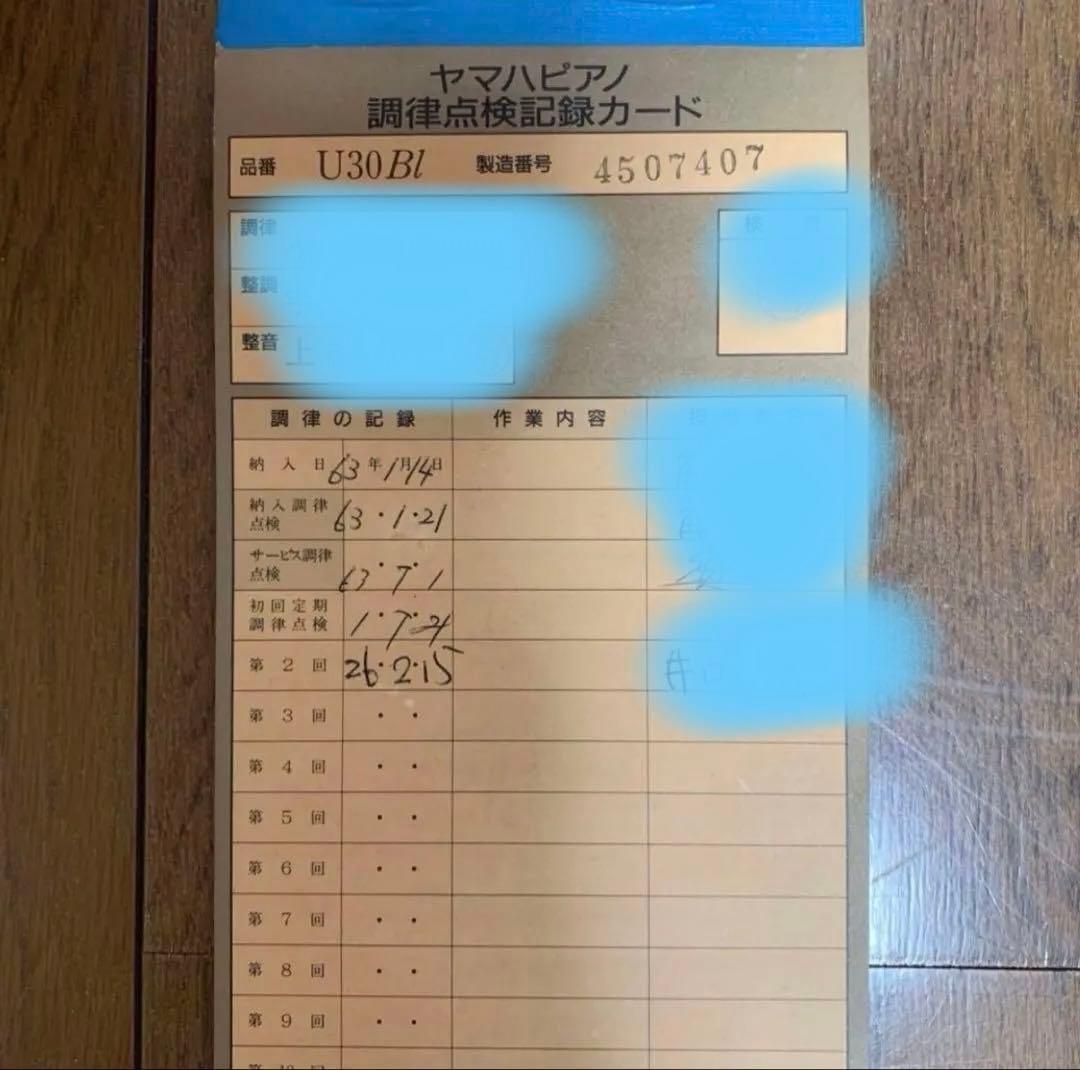 ヤマハピアノ
調律点検記録カード
品番 U30Bl 製造番号 4507407
調律
整調
整音 上
検
調律の記録 作業内容
納入日 63年1月14日
納入調律点検 63・1・21
サービス調律点検 63・7・1
初回定期調律点検 1・7・21
第2回 26・2・15
第3回 ・ ・
第4回 ・ ・
第5回 ・ ・
第6回 ・ ・
第7回 ・ ・
第8回 ・ ・
第9回 ・ ・